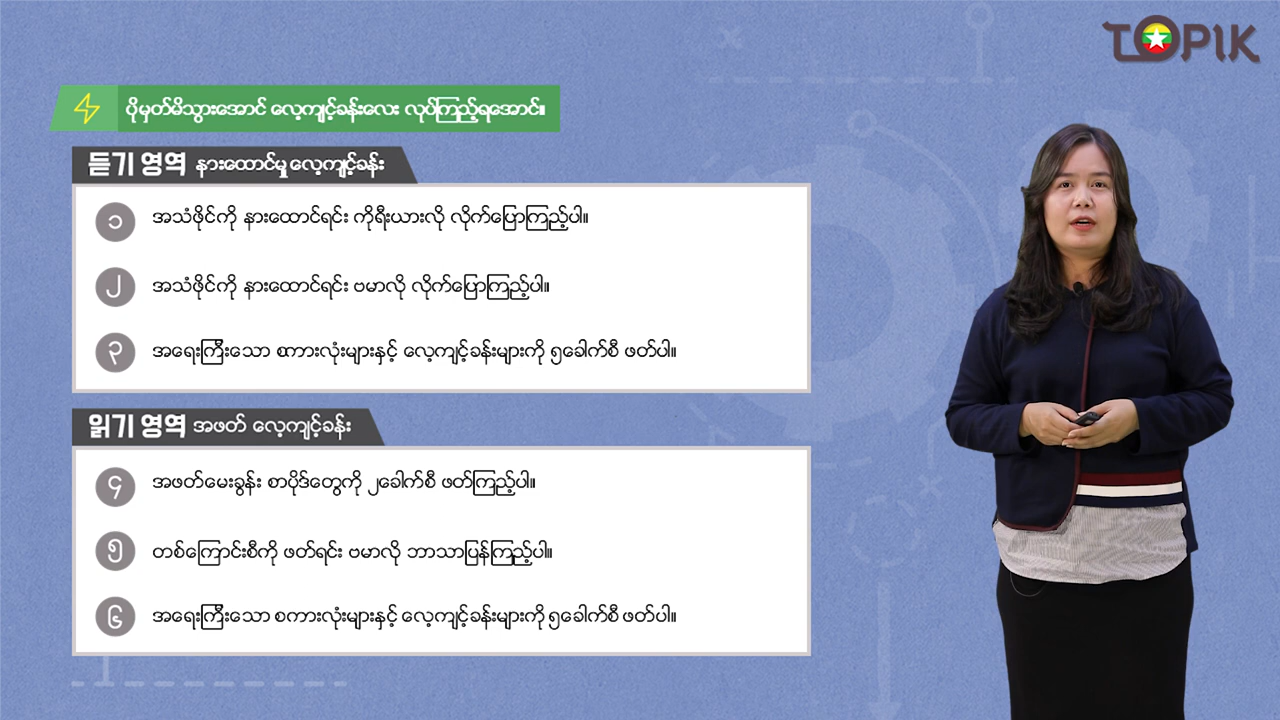 TOPIK
ပိုမှတ်မိသွားအောင် လေ့ကျင့်ခန်းလေး လုပ်ကြည့်ရအောင်။
듣기 영역 နားထောင်မှု လေ့ကျင့်ခန်း
၁ အသံဖိုင်ကို နားထောင်ရင်း ကိုရီးယားလို လိုက်ပြောကြည့်ပါ။
၂ အသံဖိုင်ကို နားထောင်ရင်း ဗမာလို လိုက်ပြောကြည့်ပါ။
၃ အရေးကြီးသော စကားလုံးများနှင့် လေ့ကျင့်ခန်းများကို ၅ခေါက်စီ ဖတ်ပါ။
읽기 영역 အဖတ် လေ့ကျင့်ခန်း
၄ အဖတ်မေးခွန်း စာပိုဒ်တွေကို ၂ခေါက်စီ ဖတ်ကြည့်ပါ။
၅ တစ်ကြောင်းစီကို ဖတ်ရင်း ဗမာလို ဘာသာပြန်ကြည့်ပါ။
၆ အရေးကြီးသော စကားလုံးများနှင့် လေ့ကျင့်ခန်းများကို ၅ခေါက်စီ ဖတ်ပါ။